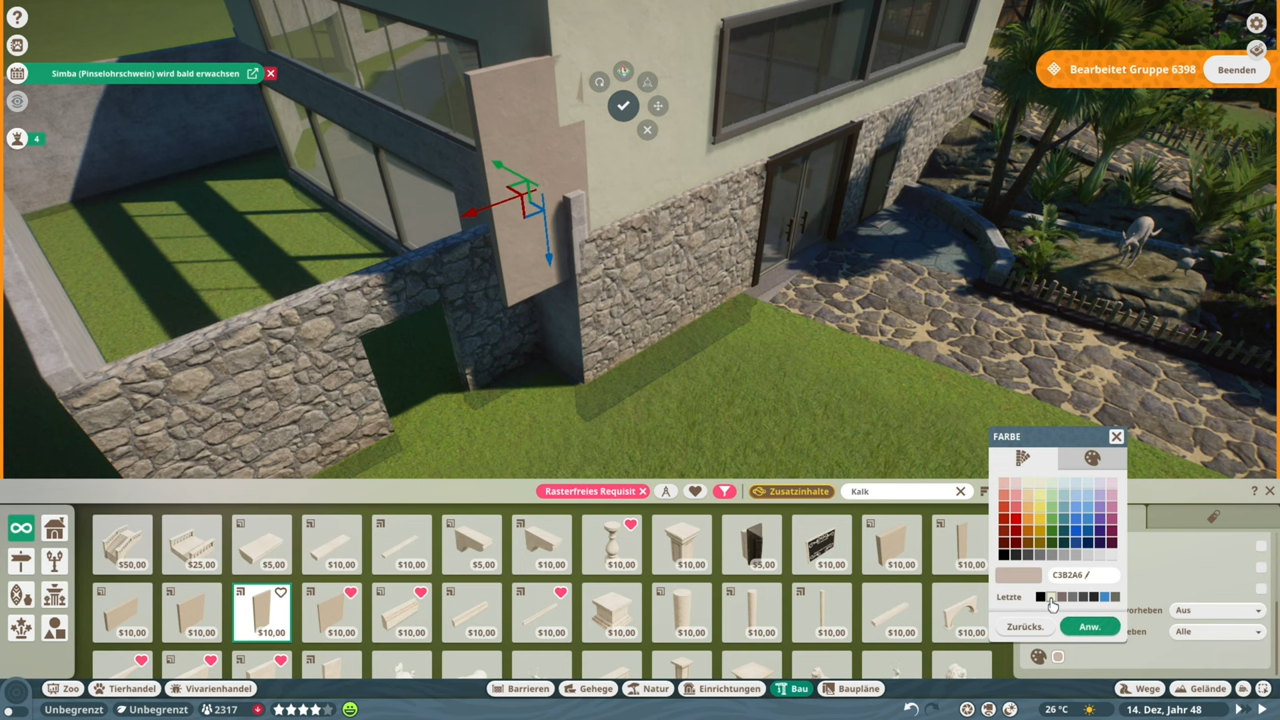 Simba (Pinselohrschwein) wird bald erwachsen
4
Bearbeitet Gruppe 6398
Beenden
FARBE
Rasterfreies Requisit
Zusatzinhalte
Kalk
$50,00 $25,00 $5,00 $10,00 $10,00 $5,00 $10,00 $10,00 $10,00 $5,00 $10,00 $10,00 $10,00
C3B2A6
Letzte
$10,00 $10,00 $10,00 $10,00 $10,00 $10,00 $10,00 $10,00 $10,00 $10,00 $10,00 $10,00 $10,00
Aus
Zurücks.
Anw.
Alle
Zoo
Tierhandel
Vivarienhandel
Barrieren
Gehege
Natur
Einrichtungen
Bau
Baupläne
Wege
Gelände
Unbegrenzt
Unbegrenzt
2317
26 °C
14. Dez, Jahr 48